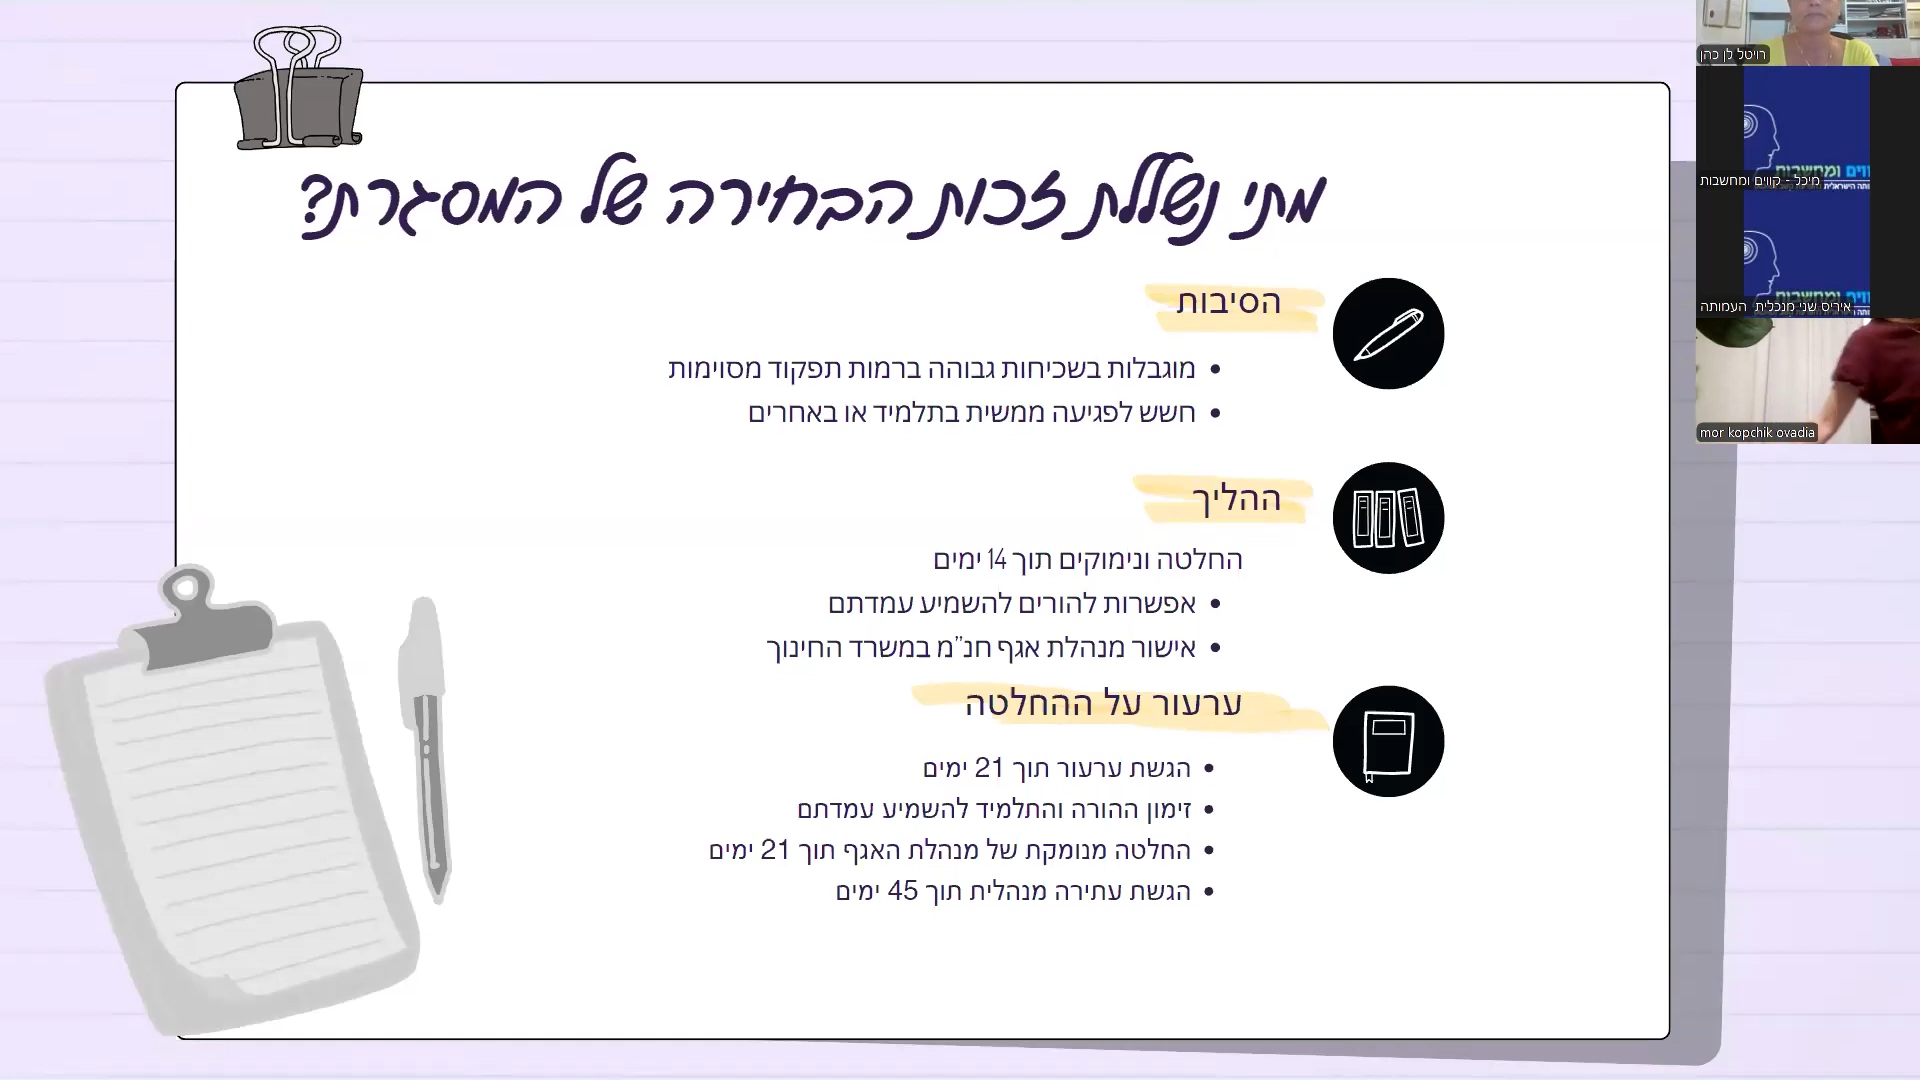 מתי נשללת זכות הבחירה של המסגרת?
הסיבות
• מוגבלות בשכיחות גבוהה ברמות תפקוד מסוימות
• חשש לפגיעה ממשית בתלמיד או באחרים
ההליך
החלטה ונימוקים תוך 14 ימים
• אפשרות להורים להשמיע עמדתם
• אישור מנהלת אגף חנ"מ במשרד החינוך
ערעור על ההחלטה
• הגשת ערעור תוך 21 ימים
• זימון ההורה והתלמיד להשמיע עמדתם
• החלטה מנומקת של מנהלת האגף תוך 21 ימים
• הגשת עתירה מנהלית תוך 45 ימים
רויטל לן כהן
מיכל - קווים ומחשבות
איריס שני מנכלית העמותה
mor kopchik ovadia